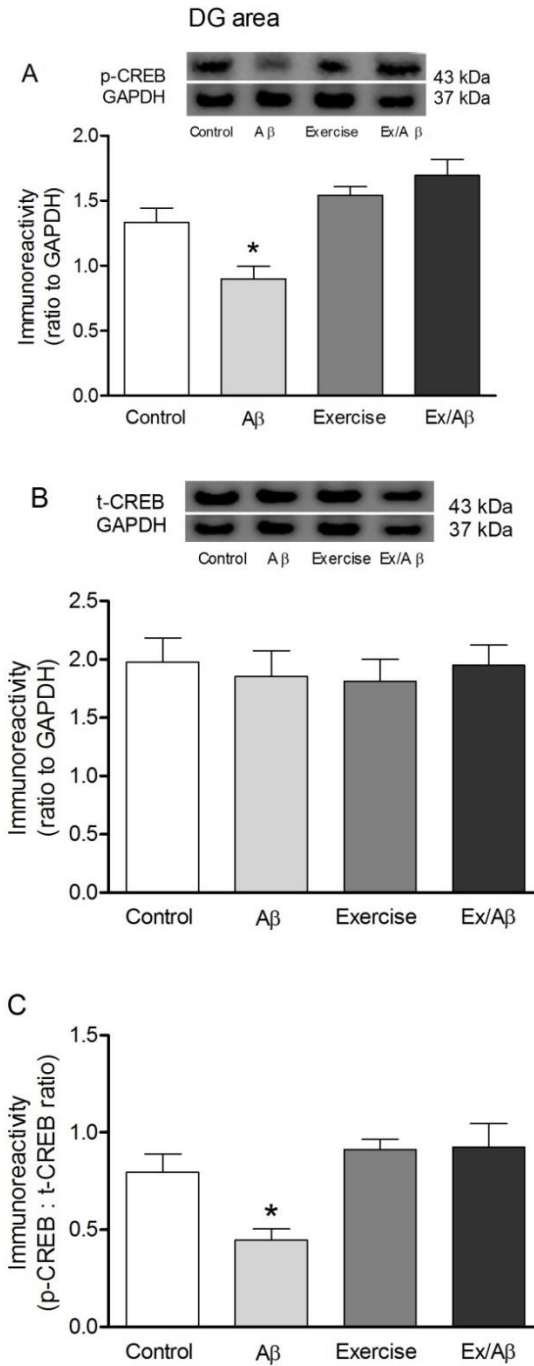 DG area
A
p-CREB
43 kDa
GAPDH
37 kDa
Control Aβ Exercise Ex/Aβ
Immunoreactivity
(ratio to GAPDH)
2.0
1.5
1.0
0.5
0.0
*
Control Aβ Exercise Ex/Aβ
B
t-CREB
43 kDa
GAPDH
37 kDa
Control Aβ Exercise Ex/Aβ
Immunoreactivity
(ratio to GAPDH)
2.5
2.0
1.5
1.0
0.5
0.0
Control Aβ Exercise Ex/Aβ
C
Immunoreactivity
(p-CREB : t-CREB ratio)
1.5
1.0
0.5
0.0
*
Control Aβ Exercise Ex/Aβ